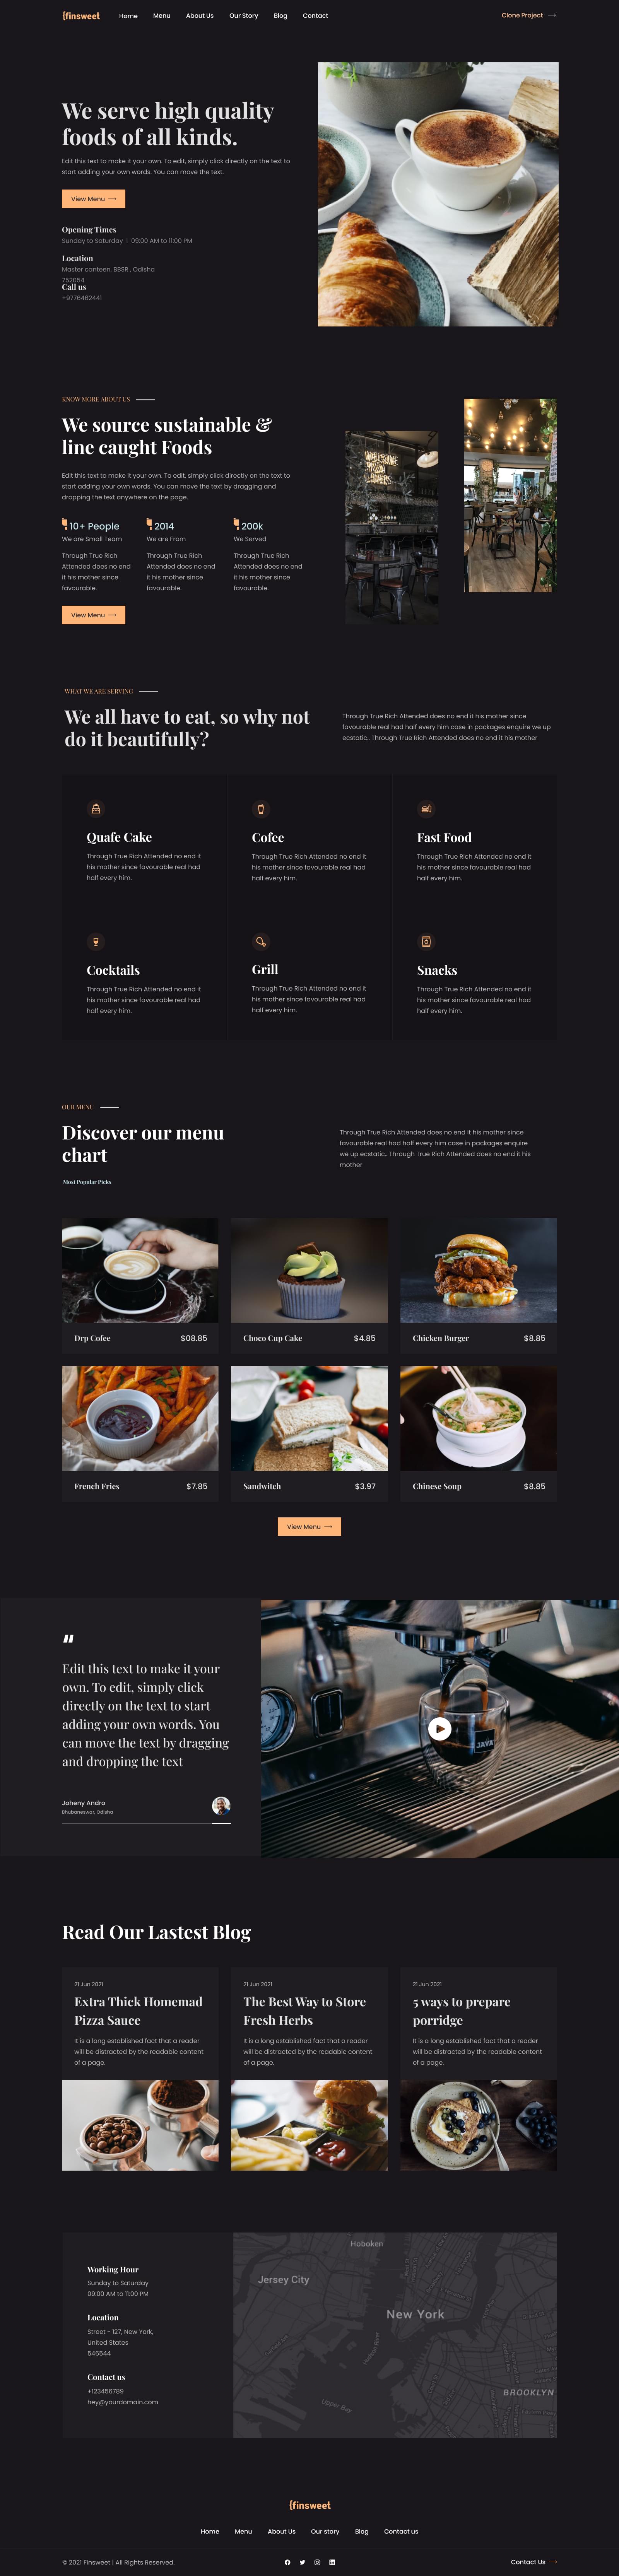 {finsweet
Home Menu About Us Our Story Blog Contact
Clone Project
We serve high quality
foods of all kinds.
Edit this text to make it your own. To edit, simply click directly on the text to
start adding your own words. You can move the text.
View Menu
Opening Times
Sunday to Saturday | 09:00 AM to 11:00 PM
Location
Master canteen, BBSR , Odisha
752054
Call us
+9776462441
KNOW MORE ABOUT US
We source sustainable &
line caught Foods
Edit this text to make it your own. To edit, simply click directly on the text to
start adding your own words. You can move the text by dragging and
dropping the text anywhere on the page.
10+ People
We are Small Team
Through True Rich
Attended does no end
it his mother since
favourable.
2014
We are From
Through True Rich
Attended does no end
it his mother since
favourable.
200k
We Served
Through True Rich
Attended does no end
it his mother since
favourable.
View Menu
WHAT WE ARE SERVING
We all have to eat, so why not
do it beautifully?
Through True Rich Attended does no end it his mother since
favourable real had half every him case in packages enquire we up
ecstatic.. Through True Rich Attended does no end it his mother
Quafe Cake
Through True Rich Attended no end it
his mother since favourable real had
half every him.
Cofee
Through True Rich Attended no end it
his mother since favourable real had
half every him.
Fast Food
Through True Rich Attended no end it
his mother since favourable real had
half every him.
Cocktails
Through True Rich Attended no end it
his mother since favourable real had
half every him.
Grill
Through True Rich Attended no end it
his mother since favourable real had
half every him.
Snacks
Through True Rich Attended no end it
his mother since favourable real had
half every him.
OUR MENU
Discover our menu
chart
Most Popular Picks
Through True Rich Attended does no end it his mother since
favourable real had half every him case in packages enquire
we up ecstatic.. Through True Rich Attended does no end it his
mother
Drp Cofee $08.85
Choco Cup Cake $4.85
Chicken Burger $8.85
French Fries $7.85
Sandwitch $3.97
Chinese Soup $8.85
View Menu
"
Edit this text to make it your
own. To edit, simply click
directly on the text to start
adding your own words. You
can move the text by dragging
and dropping the text
Joheny Andro
Bhubaneswar, Odisha
JAVA
Read Our Lastest Blog
21 Jun 2021
Extra Thick Homemad
Pizza Sauce
It is a long established fact that a reader
will be distracted by the readable content
of a page.
21 Jun 2021
The Best Way to Store
Fresh Herbs
It is a long established fact that a reader
will be distracted by the readable content
of a page.
21 Jun 2021
5 ways to prepare
porridge
It is a long established fact that a reader
will be distracted by the readable content
of a page.
Working Hour
Sunday to Saturday
09:00 AM to 11:00 PM
Location
Street - 127, New York,
United States
546544
Contact us
+123456789
hey@yourdomain.com
Hoboken
Jersey City
New York
Hudson River
Upper Bay
BROOKLYN
{finsweet
Home Menu About Us Our story Blog Contact us
© 2021 Finsweet | All Rights Reserved.
Contact Us